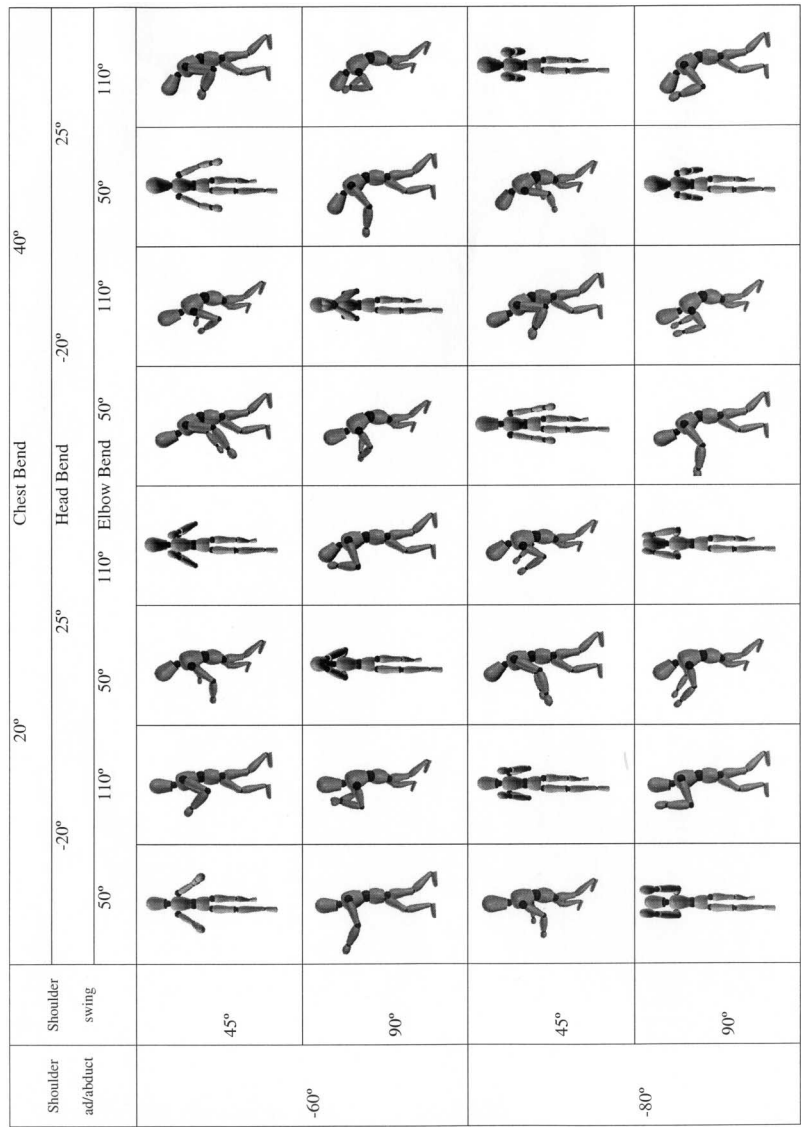 Shoulder
ad/abduct
Shoulder
swing
Chest Bend
20°
40°
Head Bend
-20°
25°
-20°
25°
Elbow Bend
50°
110°
50°
110°
50°
110°
50°
110°
-60°
45°
90°
-80°
45°
90°